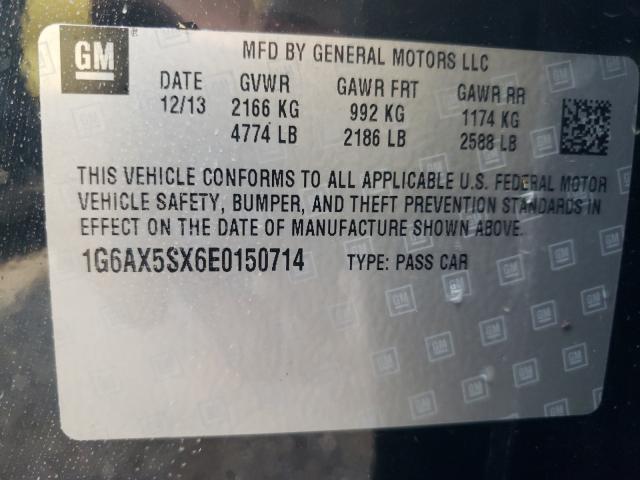 GM
MFD BY GENERAL MOTORS LLC
DATE GVWR GAWR FRT GAWR RR
12/13 2166 KG 992 KG 1174 KG
4774 LB 2186 LB 2588 LB
THIS VEHICLE CONFORMS TO ALL APPLICABLE U.S. FEDERAL MOTOR
VEHICLE SAFETY, BUMPER, AND THEFT PREVENTION STANDARDS IN
EFFECT ON THE DATE OF MANUFACTURE SHOWN ABOVE.
1G6AX5SX6E0150714 TYPE: PASS CAR